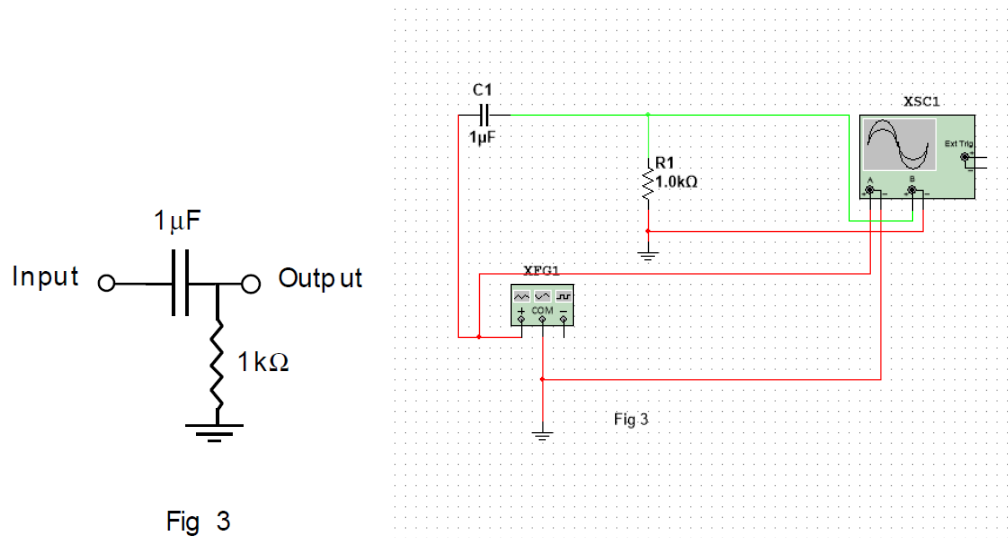 1μF
Input
Output
1kΩ
Fig 3
C1
1μF
R1
1.0kΩ
XSC1
Ext Trig
+
-
A
B
+ - + -
XFG1
+ COM -
Fig 3